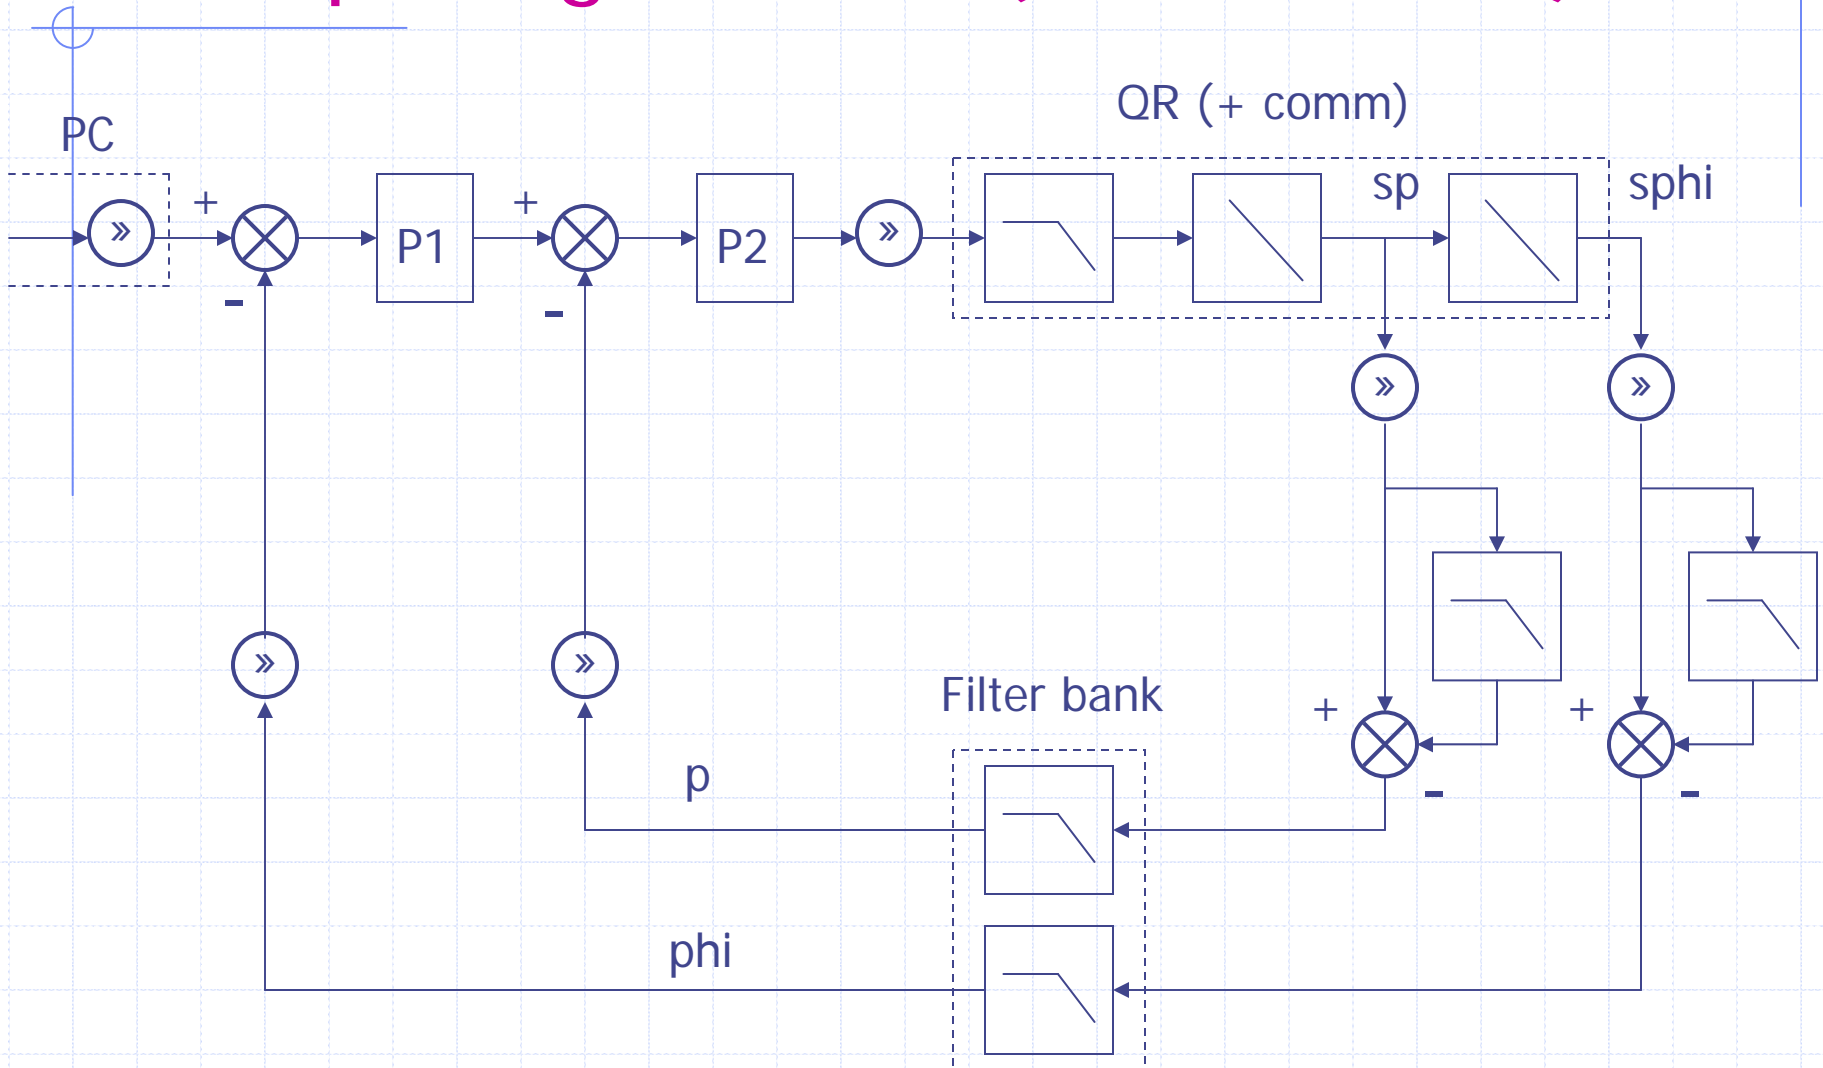 QR (+ comm)
PC
sp
sphi
+
+
»
P1
P2
»
-
-
»
»
»
»
Filter bank
+
+
p
-
-
phi